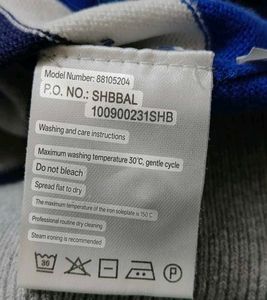 Model Number: 88105204
P.O. NO.: SHBBAL
100900231SHB
Washing and care instructions
Maximum washing temperature 30℃, gentle cycle
Do not bleach
Spread flat to dry
The maximum temperature of the iron soleplate is 150℃
Professional routine dry cleaning
Steam ironing is recommended
30
P